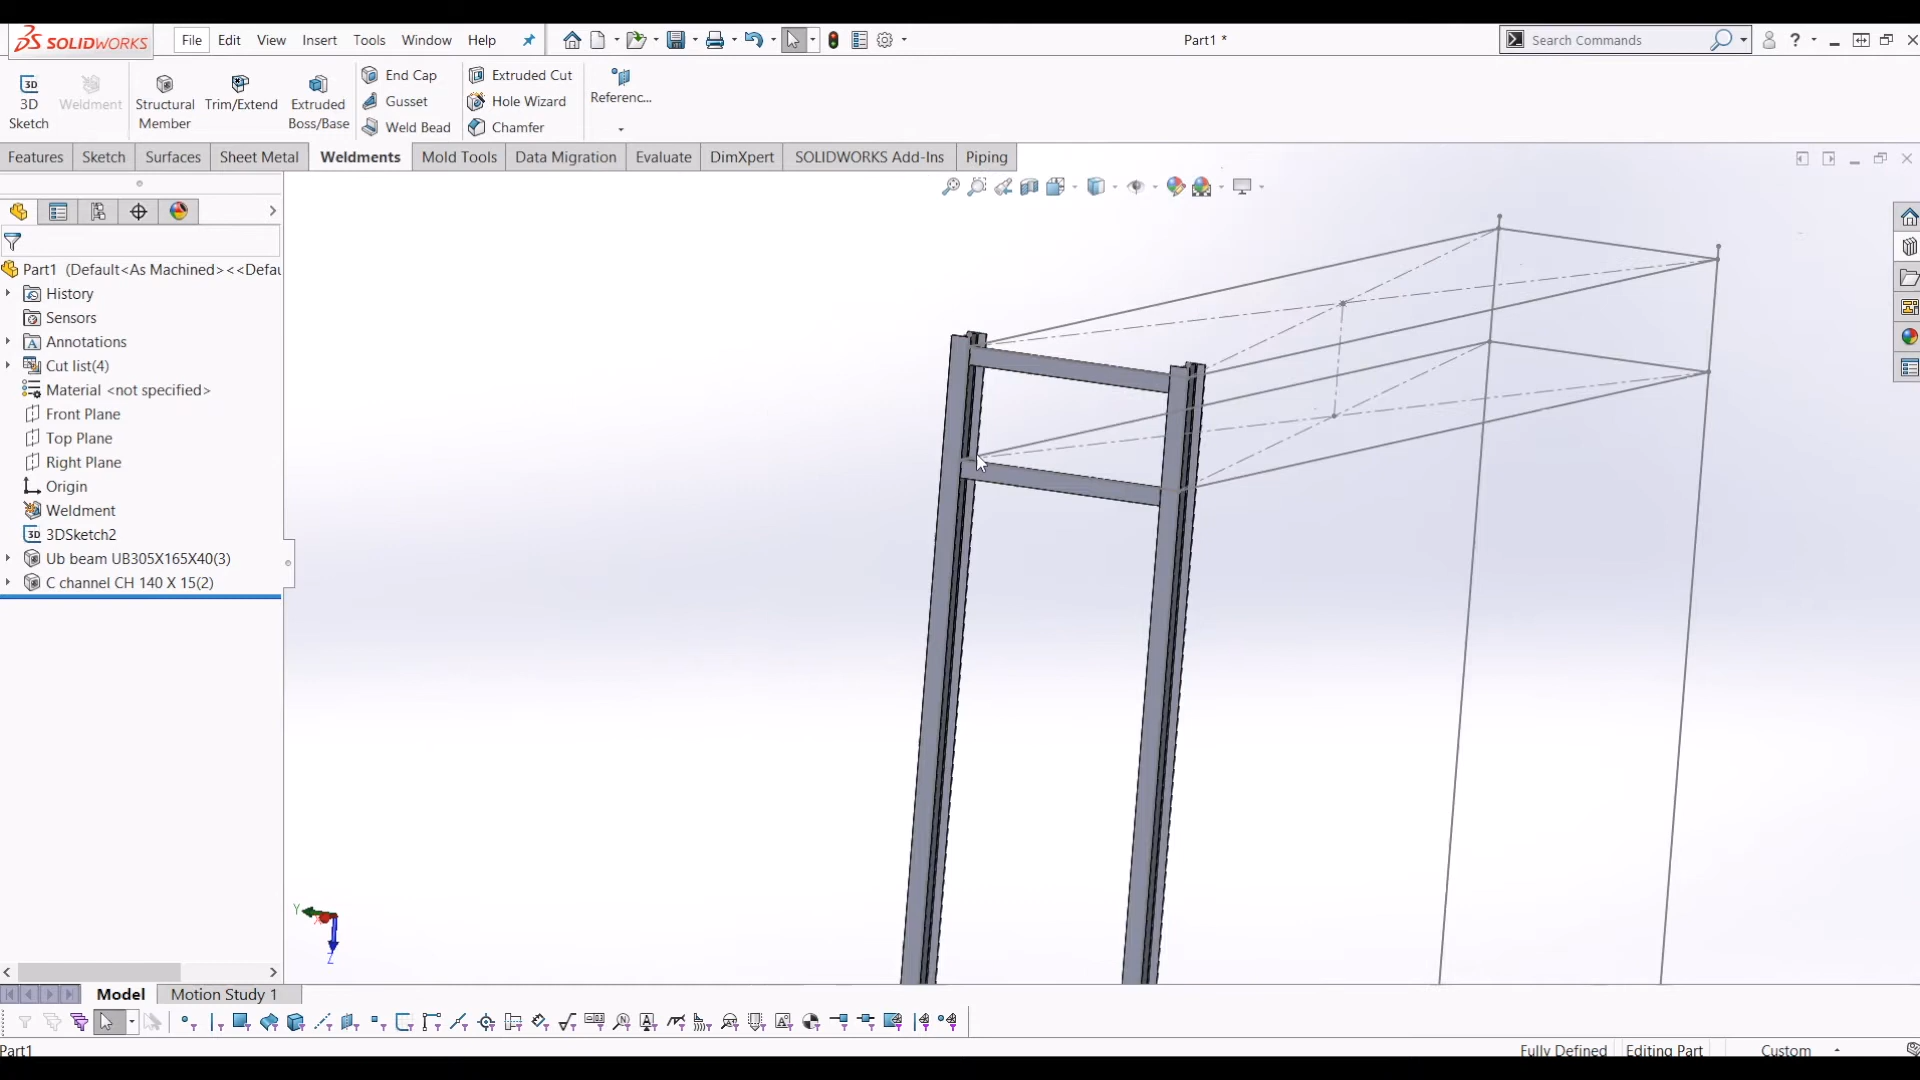 SOLIDWORKS
File Edit View Insert Tools Window Help
Part1 *
Search Commands
3D Sketch
Weldment
Structural Member
Trim/Extend
Extruded Boss/Base
End Cap
Gusset
Weld Bead
Extruded Cut
Hole Wizard
Chamfer
Referenc...
Features Sketch Surfaces Sheet Metal Weldments Mold Tools Data Migration Evaluate DimXpert SOLIDWORKS Add-Ins Piping
Part1 (Default<As Machined><<Defau
History
Sensors
Annotations
Cut list(4)
Material <not specified>
Front Plane
Top Plane
Right Plane
Origin
Weldment
3DSketch2
Ub beam UB305X165X40(3)
C channel CH 140 X 15(2)
Y
Z
Model Motion Study 1
Part1
Fully Defined Editing Part Custom